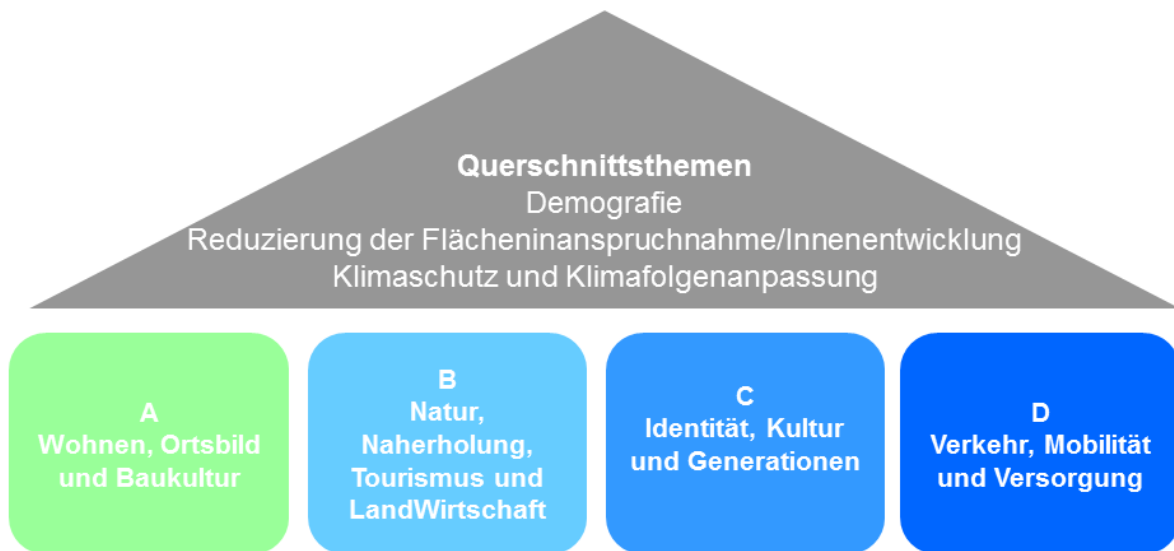 Querschnittsthemen
Demografie
Reduzierung der Flächeninanspruchnahme/Innenentwicklung
Klimaschutz und Klimafolgenanpassung
A
Wohnen, Ortsbild
und Baukultur
B
Natur,
Naherholung,
Tourismus und
LandWirtschaft
C
Identität, Kultur
und Generationen
D
Verkehr, Mobilität
und Versorgung